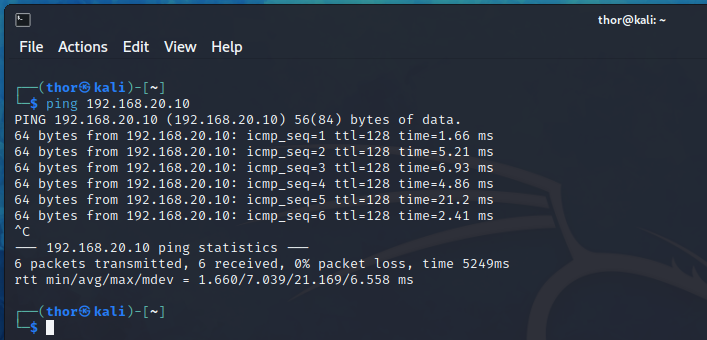 thor@kali: ~
File Actions Edit View Help
┌──(thor㉿kali)-[~]
└─$ ping 192.168.20.10
PING 192.168.20.10 (192.168.20.10) 56(84) bytes of data.
64 bytes from 192.168.20.10: icmp_seq=1 ttl=128 time=1.66 ms
64 bytes from 192.168.20.10: icmp_seq=2 ttl=128 time=5.21 ms
64 bytes from 192.168.20.10: icmp_seq=3 ttl=128 time=6.93 ms
64 bytes from 192.168.20.10: icmp_seq=4 ttl=128 time=4.86 ms
64 bytes from 192.168.20.10: icmp_seq=5 ttl=128 time=21.2 ms
64 bytes from 192.168.20.10: icmp_seq=6 ttl=128 time=2.41 ms
^C
--- 192.168.20.10 ping statistics ---
6 packets transmitted, 6 received, 0% packet loss, time 5249ms
rtt min/avg/max/mdev = 1.660/7.039/21.169/6.558 ms
┌──(thor㉿kali)-[~]
└─$